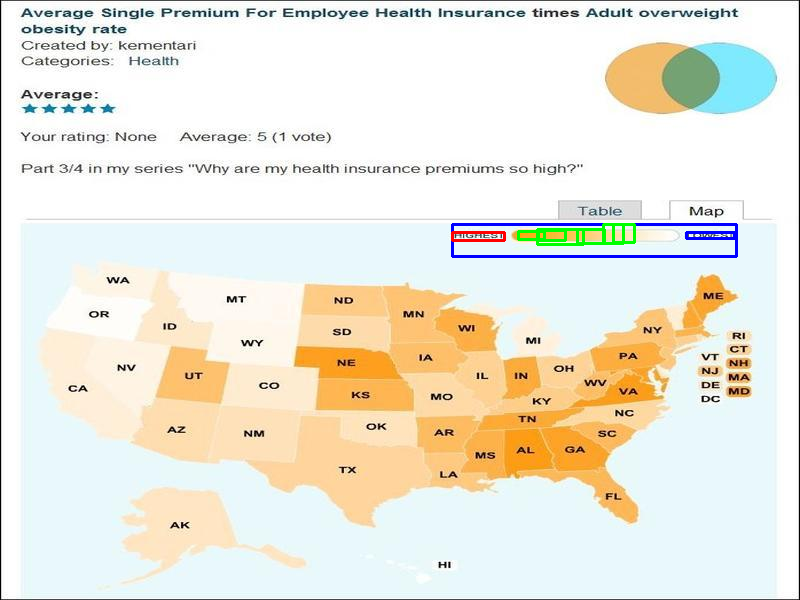 Average Single Premium For Employee Health Insurance times Adult overweight
obesity rate
Created by: kementari
Categories: Health
Average:
Your rating: None Average: 5 (1 vote)
Part 3/4 in my series "Why are my health insurance premiums so high?"
Table Map
HIGHEST LOWEST
WA
MT
ND
MN
ME
OR
ID
SD
WI
NY
WY
MI
RI
NV
UT
NE
IA
PA
CT
VT
NH
CA
CO
KS
IL
IN
OH
WV
VA
NJ
MA
MO
KY
DE
MD
AZ
NM
OK
AR
TN
NC
DC
TX
LA
MS
AL
GA
SC
FL
AK
HI